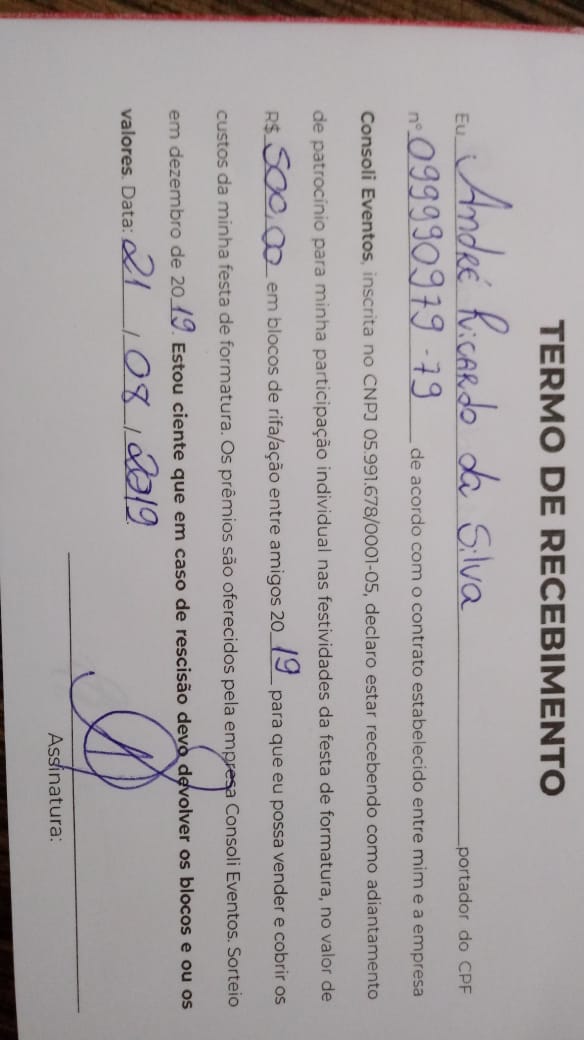 TERMO DE RECEBIMENTO
Eu André Ricardo da Silva portador do CPF
nº 099990979-79 de acordo com o contrato estabelecido entre mim e a empresa
Consoli Eventos, inscrita no CNPJ 05.991.678/0001-05, declaro estar recebendo como adiantamento
de patrocínio para minha participação individual nas festividades da festa de formatura, no valor de
R$ 500,00 em blocos de rifa/ação entre amigos 2019 para que eu possa vender e cobrir os
custos da minha festa de formatura. Os prêmios são oferecidos pela empresa Consoli Eventos. Sorteio
em dezembro de 2019. Estou ciente que em caso de rescisão devo devolver os blocos e ou os
valores. Data: 21/08/2019.
Assinatura: